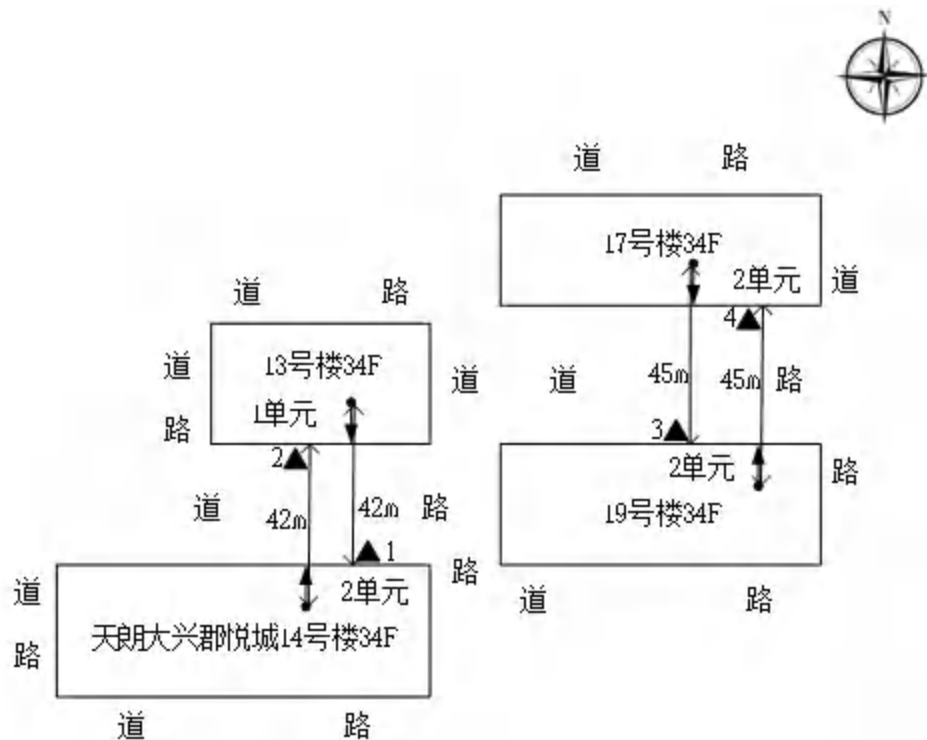 N
道 路
17号楼34F
2单元 道
4
道 路
道 13号楼34F 道 道 45m 45m 路
路 1单元
3
2
2单元 路
道 42m 42m 路
19号楼34F
1
路
道 2单元 道 路
路 天朗大兴郡悦城14号楼34F
道 路